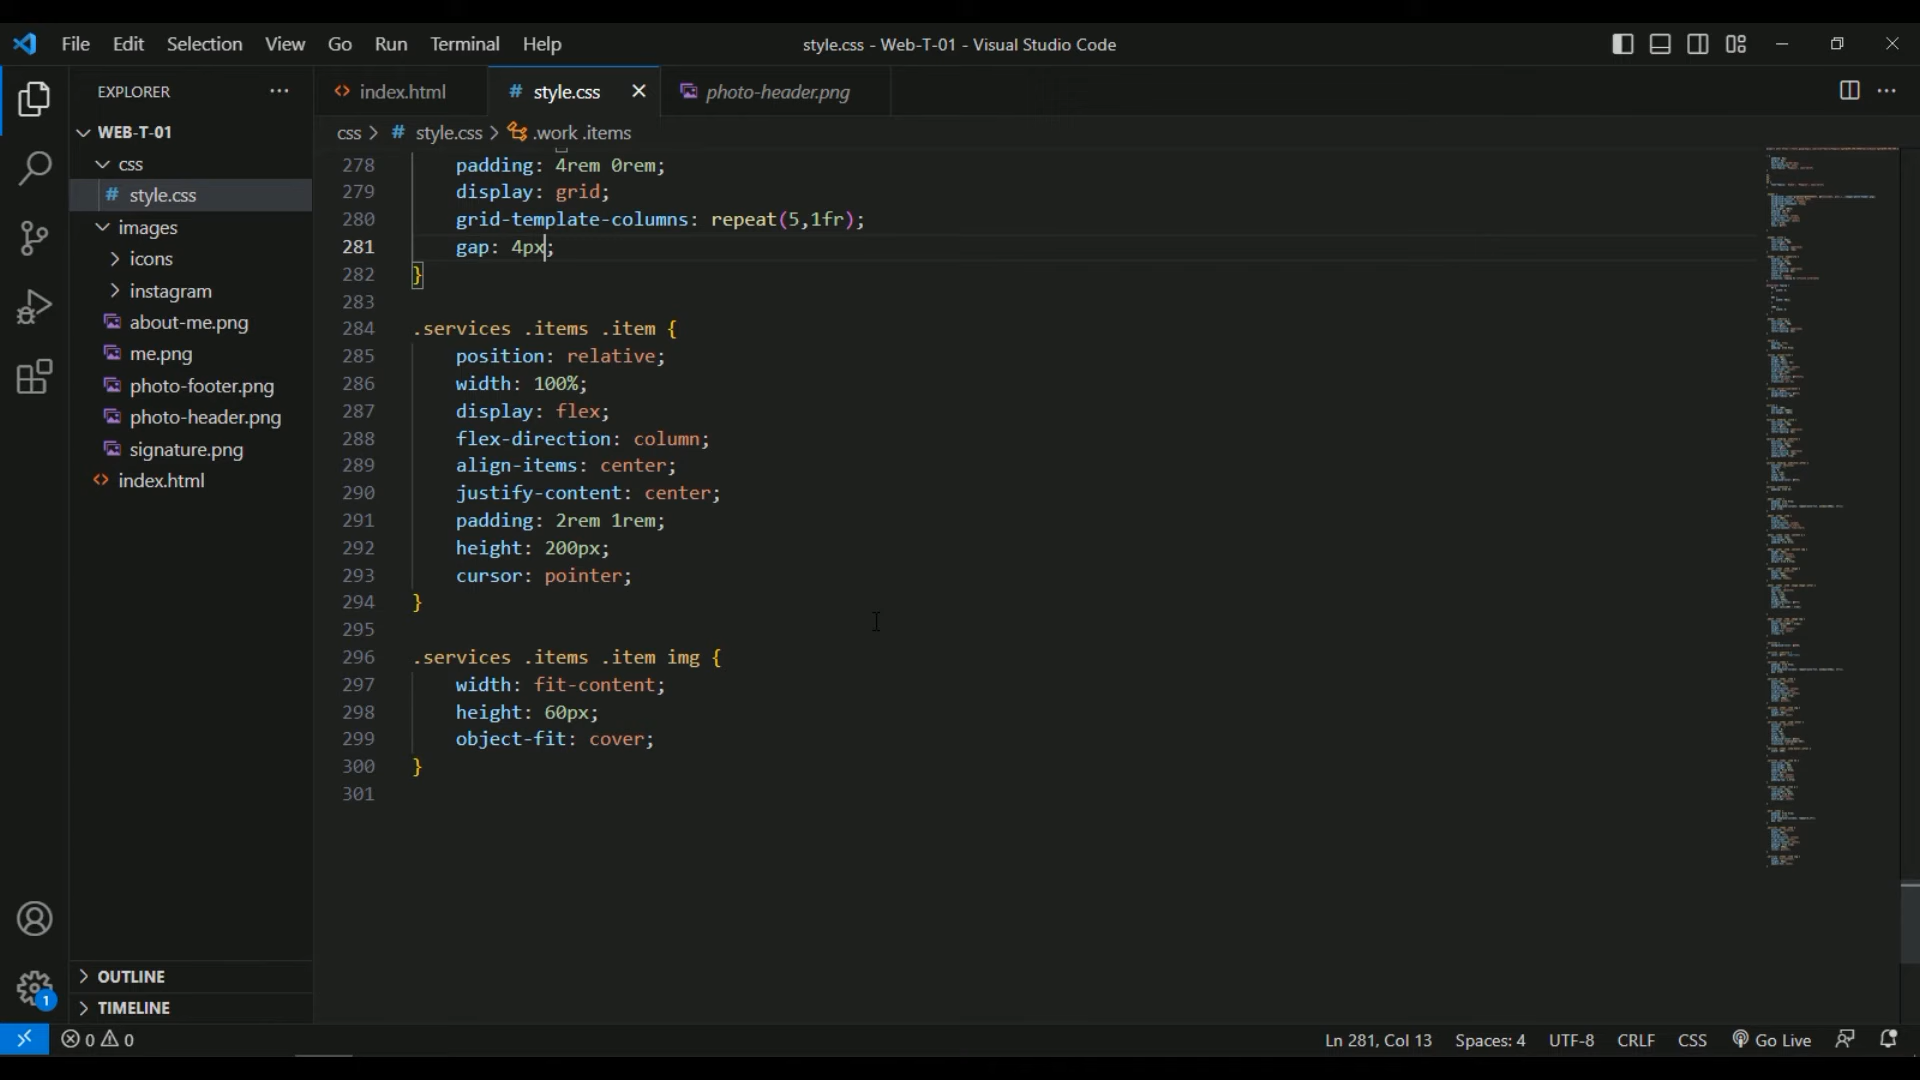 File Edit Selection View Go Run Terminal Help
style.css - Web-T-01 - Visual Studio Code
EXPLORER
WEB-T-01
css
# style.css
images
icons
instagram
about-me.png
me.png
photo-footer.png
photo-header.png
signature.png
<> index.html
OUTLINE
TIMELINE
<> index.html # style.css photo-header.png
css > # style.css > .work .items
278 padding: 4rem 0rem;
279 display: grid;
280 grid-template-columns: repeat(5,1fr);
281 gap: 4px;
282 }
283
284 .services .items .item {
285 position: relative;
286 width: 100%;
287 display: flex;
288 flex-direction: column;
289 align-items: center;
290 justify-content: center;
291 padding: 2rem 1rem;
292 height: 200px;
293 cursor: pointer;
294 }
295
296 .services .items .item img {
297 width: fit-content;
298 height: 60px;
299 object-fit: cover;
300 }
301
1
0 0 Ln 281, Col 13 Spaces: 4 UTF-8 CRLF CSS Go Live